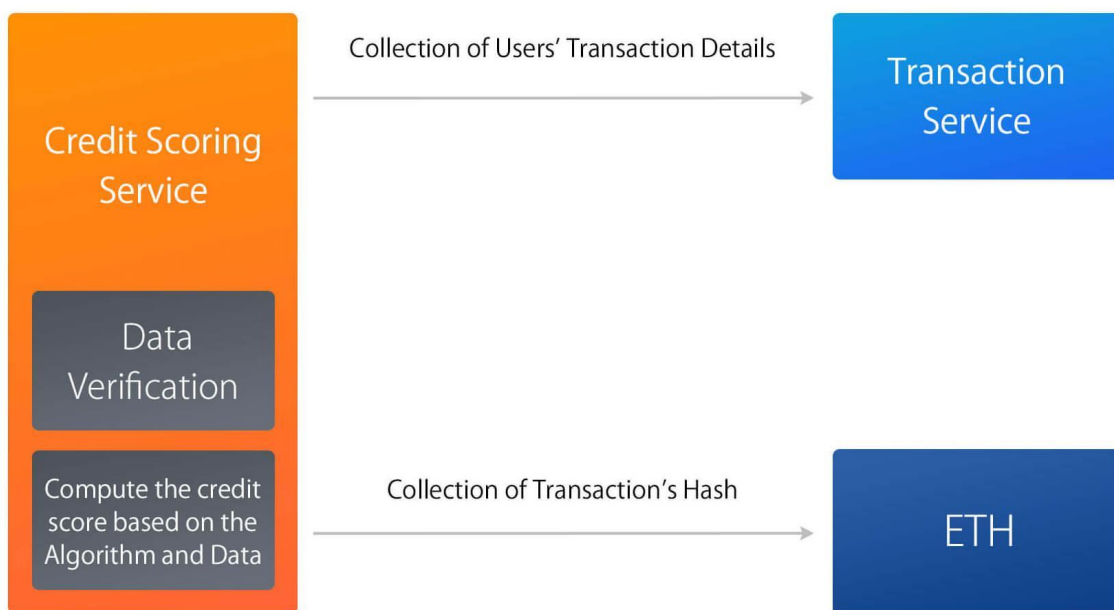 Collection of Users’ Transaction Details
Transaction
Service
Credit Scoring
Service
Data
Verification
Compute the credit
score based on the
Algorithm and Data
Collection of Transaction’s Hash
ETH